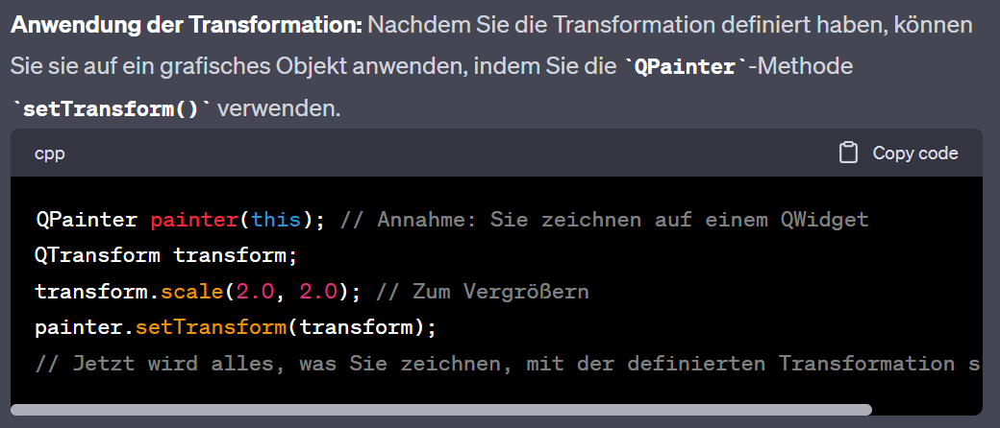 Anwendung der Transformation: Nachdem Sie die Transformation definiert haben, können
Sie sie auf ein grafisches Objekt anwenden, indem Sie die `QPainter`-Methode
`setTransform()` verwenden.
cpp Copy code
QPainter painter(this); // Annahme: Sie zeichnen auf einem QWidget
QTransform transform;
transform.scale(2.0, 2.0); // Zum Vergrößern
painter.setTransform(transform);
// Jetzt wird alles, was Sie zeichnen, mit der definierten Transformation s